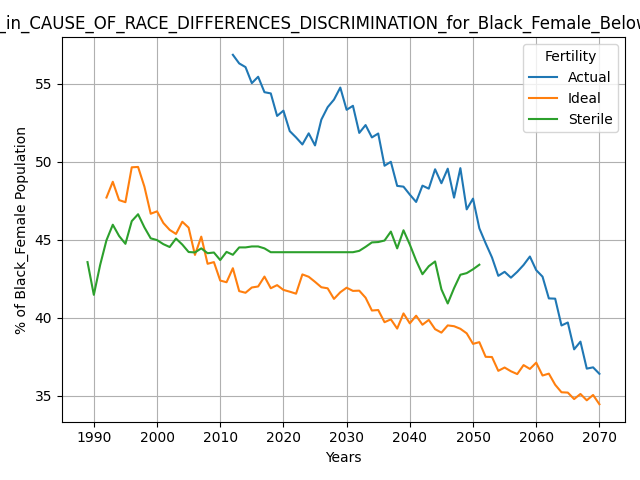 _in_CAUSE_OF_RACE_DIFFERENCES_DISCRIMINATION_for_Black_Female_Below
Fertility
Actual
Ideal
Sterile
% of Black_Female Population
55
50
45
40
35
1990 2000 2010 2020 2030 2040 2050 2060 2070
Years